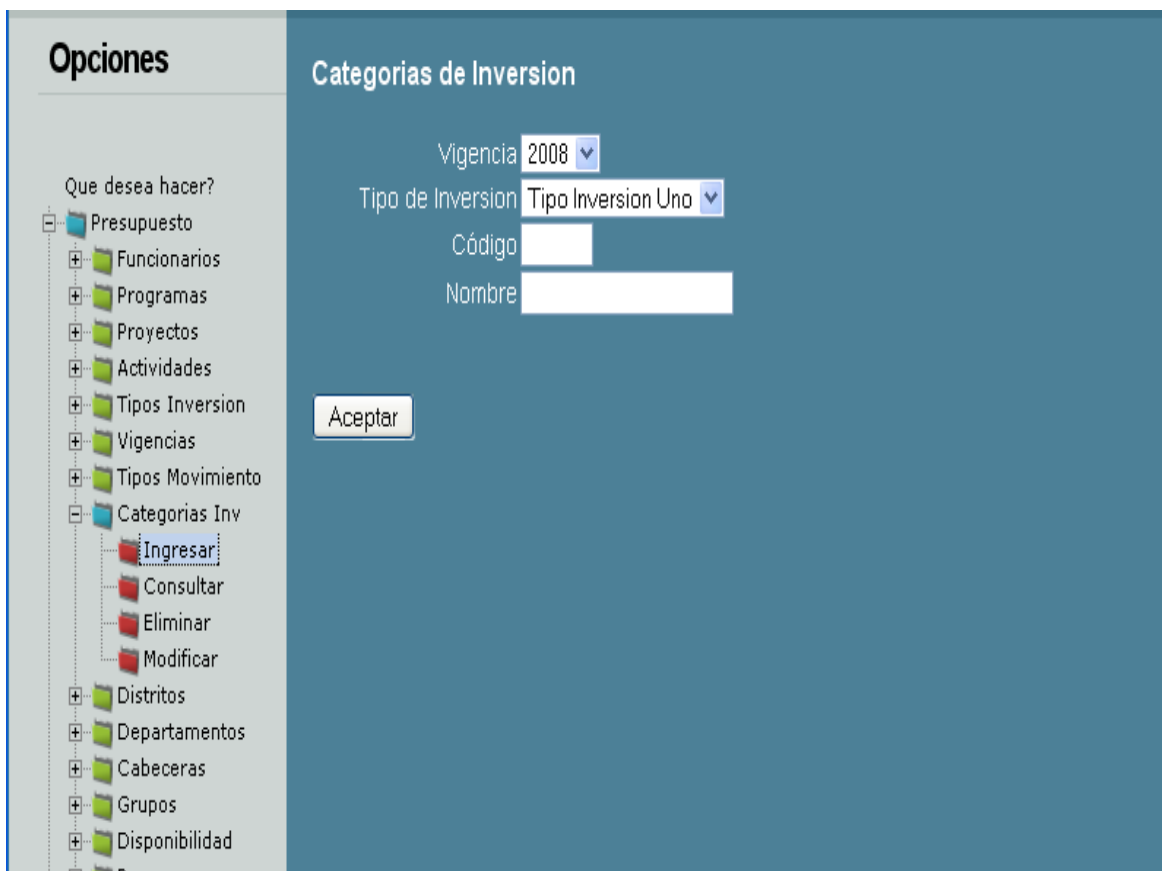 Opciones
Que desea hacer?
Presupuesto
Funcionarios
Programas
Proyectos
Actividades
Tipos Inversion
Vigencias
Tipos Movimiento
Categorias Inv
Ingresar
Consultar
Eliminar
Modificar
Distritos
Departamentos
Cabeceras
Grupos
Disponibilidad
Categorias de Inversion
Vigencia 2008
Tipo de Inversion Tipo Inversion Uno
Código
Nombre
Aceptar